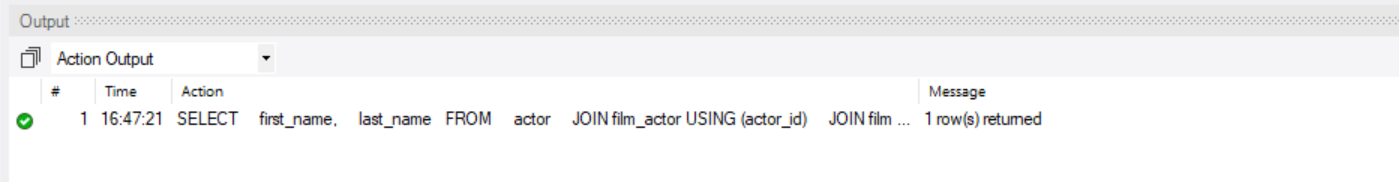 Output
Action Output
# Time Action Message
1 16:47:21 SELECT first_name, last_name FROM actor JOIN film_actor USING (actor_id) JOIN film ... 1 row(s) returned